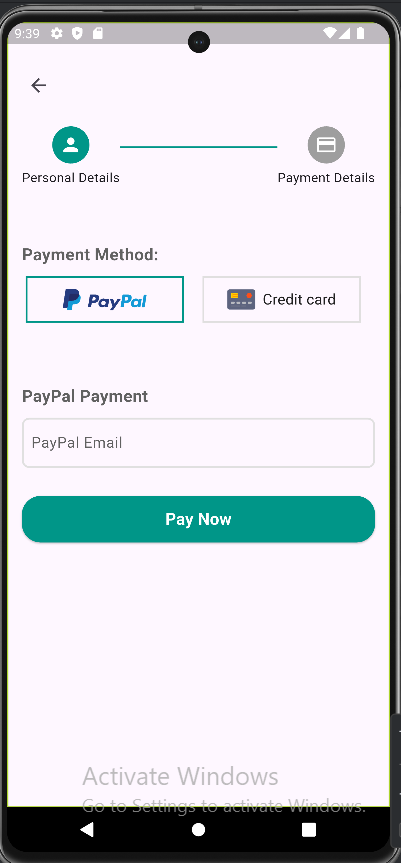 9:39
Personal Details
Payment Details
Payment Method:
PayPal
Credit card
PayPal Payment
PayPal Email
Pay Now
Activate Windows
Go to Settings to activate Windows.